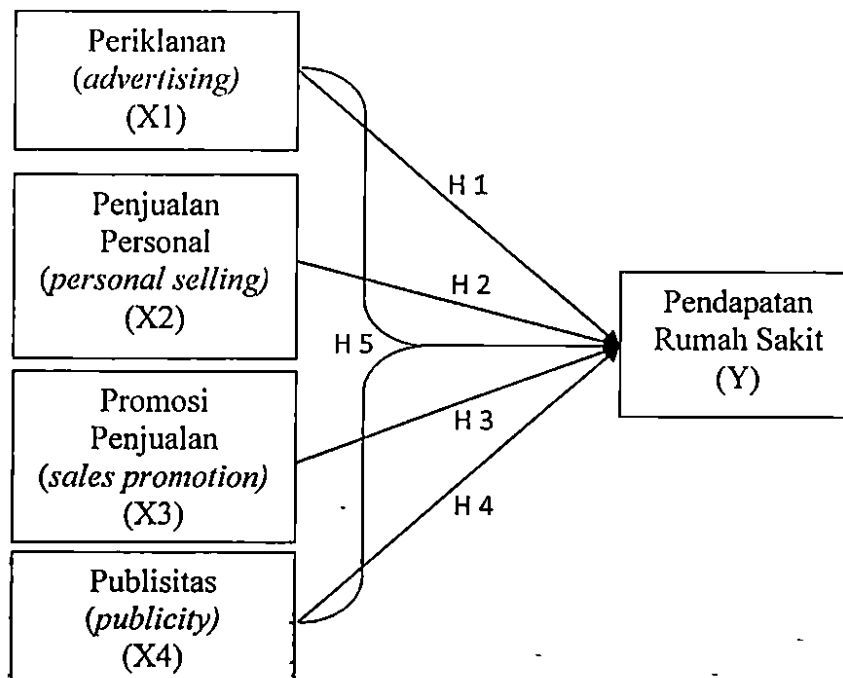 Periklanan
(advertising)
(X1)
Penjualan
Personal
(personal selling)
(X2)
Promosi
Penjualan
(sales promotion)
(X3)
Publisitas
(publicity)
(X4)
H 1
H 2
H 5
H 3
H 4
Pendapatan
Rumah Sakit
(Y)